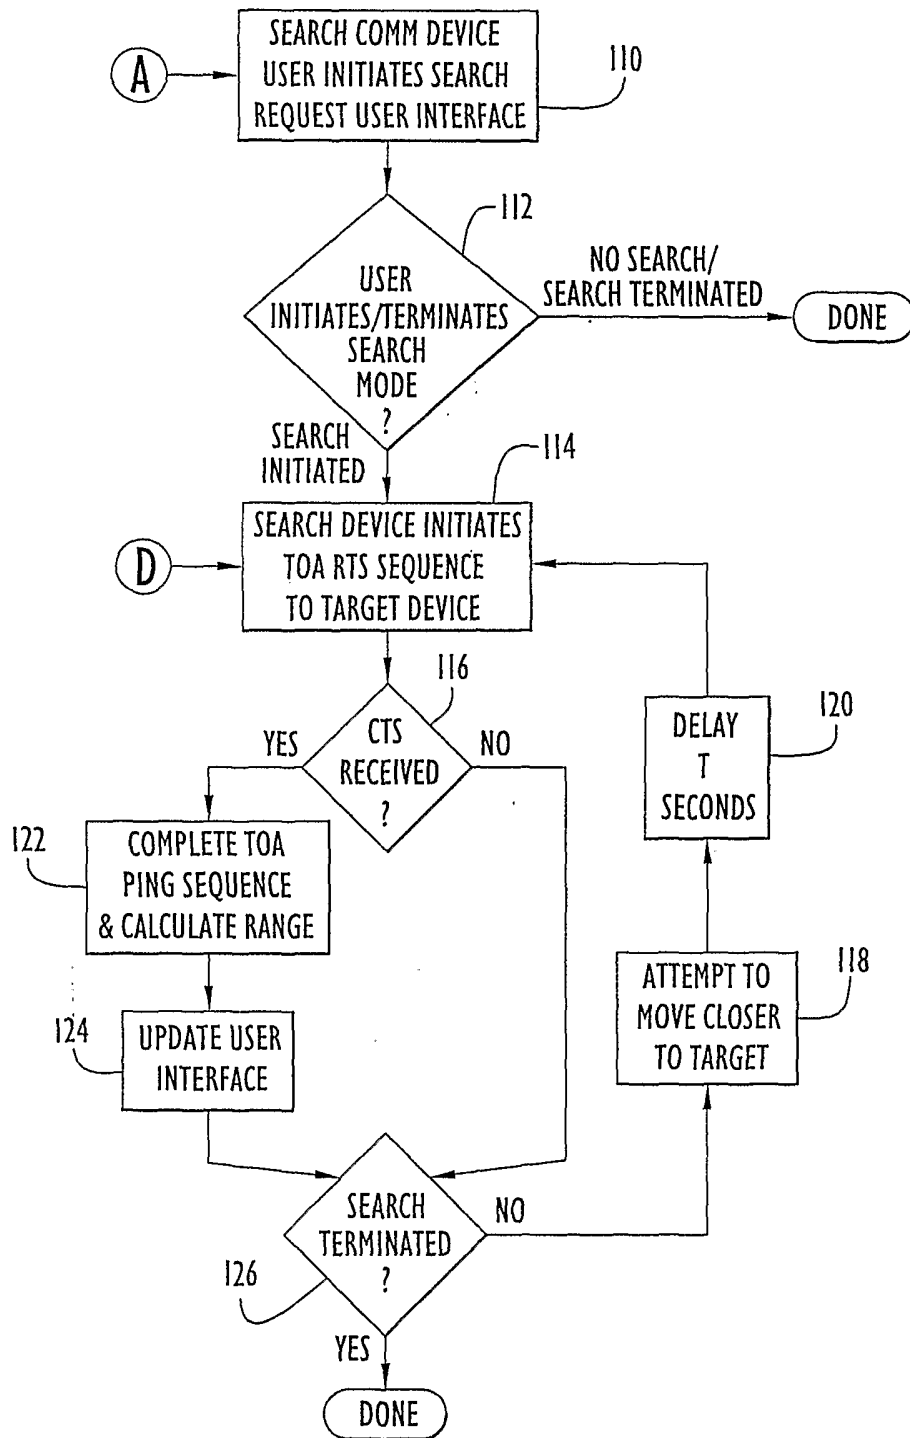 SEARCH COMM DEVICE
USER INITIATES SEARCH
REQUEST USER INTERFACE
A
110
112
USER
INITIATES/TERMINATES
SEARCH
MODE
?
NO SEARCH/
SEARCH TERMINATED
DONE
SEARCH
INITIATED
114
SEARCH DEVICE INITIATES
TOA RTS SEQUENCE
TO TARGET DEVICE
D
116
CTS
RECEIVED
?
YES
NO
120
DELAY
T
SECONDS
122
COMPLETE TOA
PING SEQUENCE
& CALCULATE RANGE
118
ATTEMPT TO
MOVE CLOSER
TO TARGET
124
UPDATE USER
INTERFACE
SEARCH
TERMINATED
?
NO
126
YES
DONE